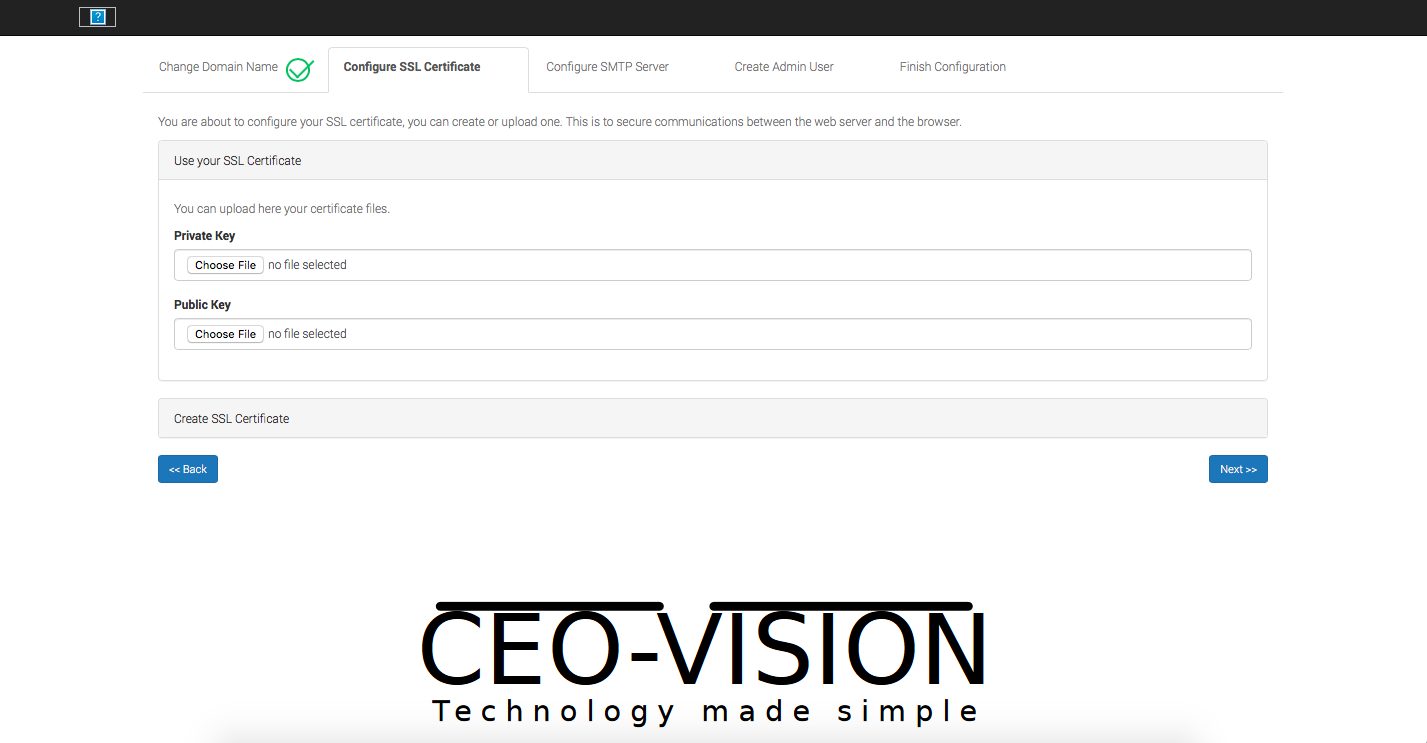 ?
Change Domain Name
Configure SSL Certificate
Configure SMTP Server
Create Admin User
Finish Configuration
You are about to configure your SSL certificate, you can create or upload one. This is to secure communications between the web server and the browser.
Use your SSL Certificate
You can upload here your certificate files.
Private Key
Choose File no file selected
Public Key
Choose File no file selected
Create SSL Certificate
<< Back
Next >>
CEO-VISION
Technology made simple